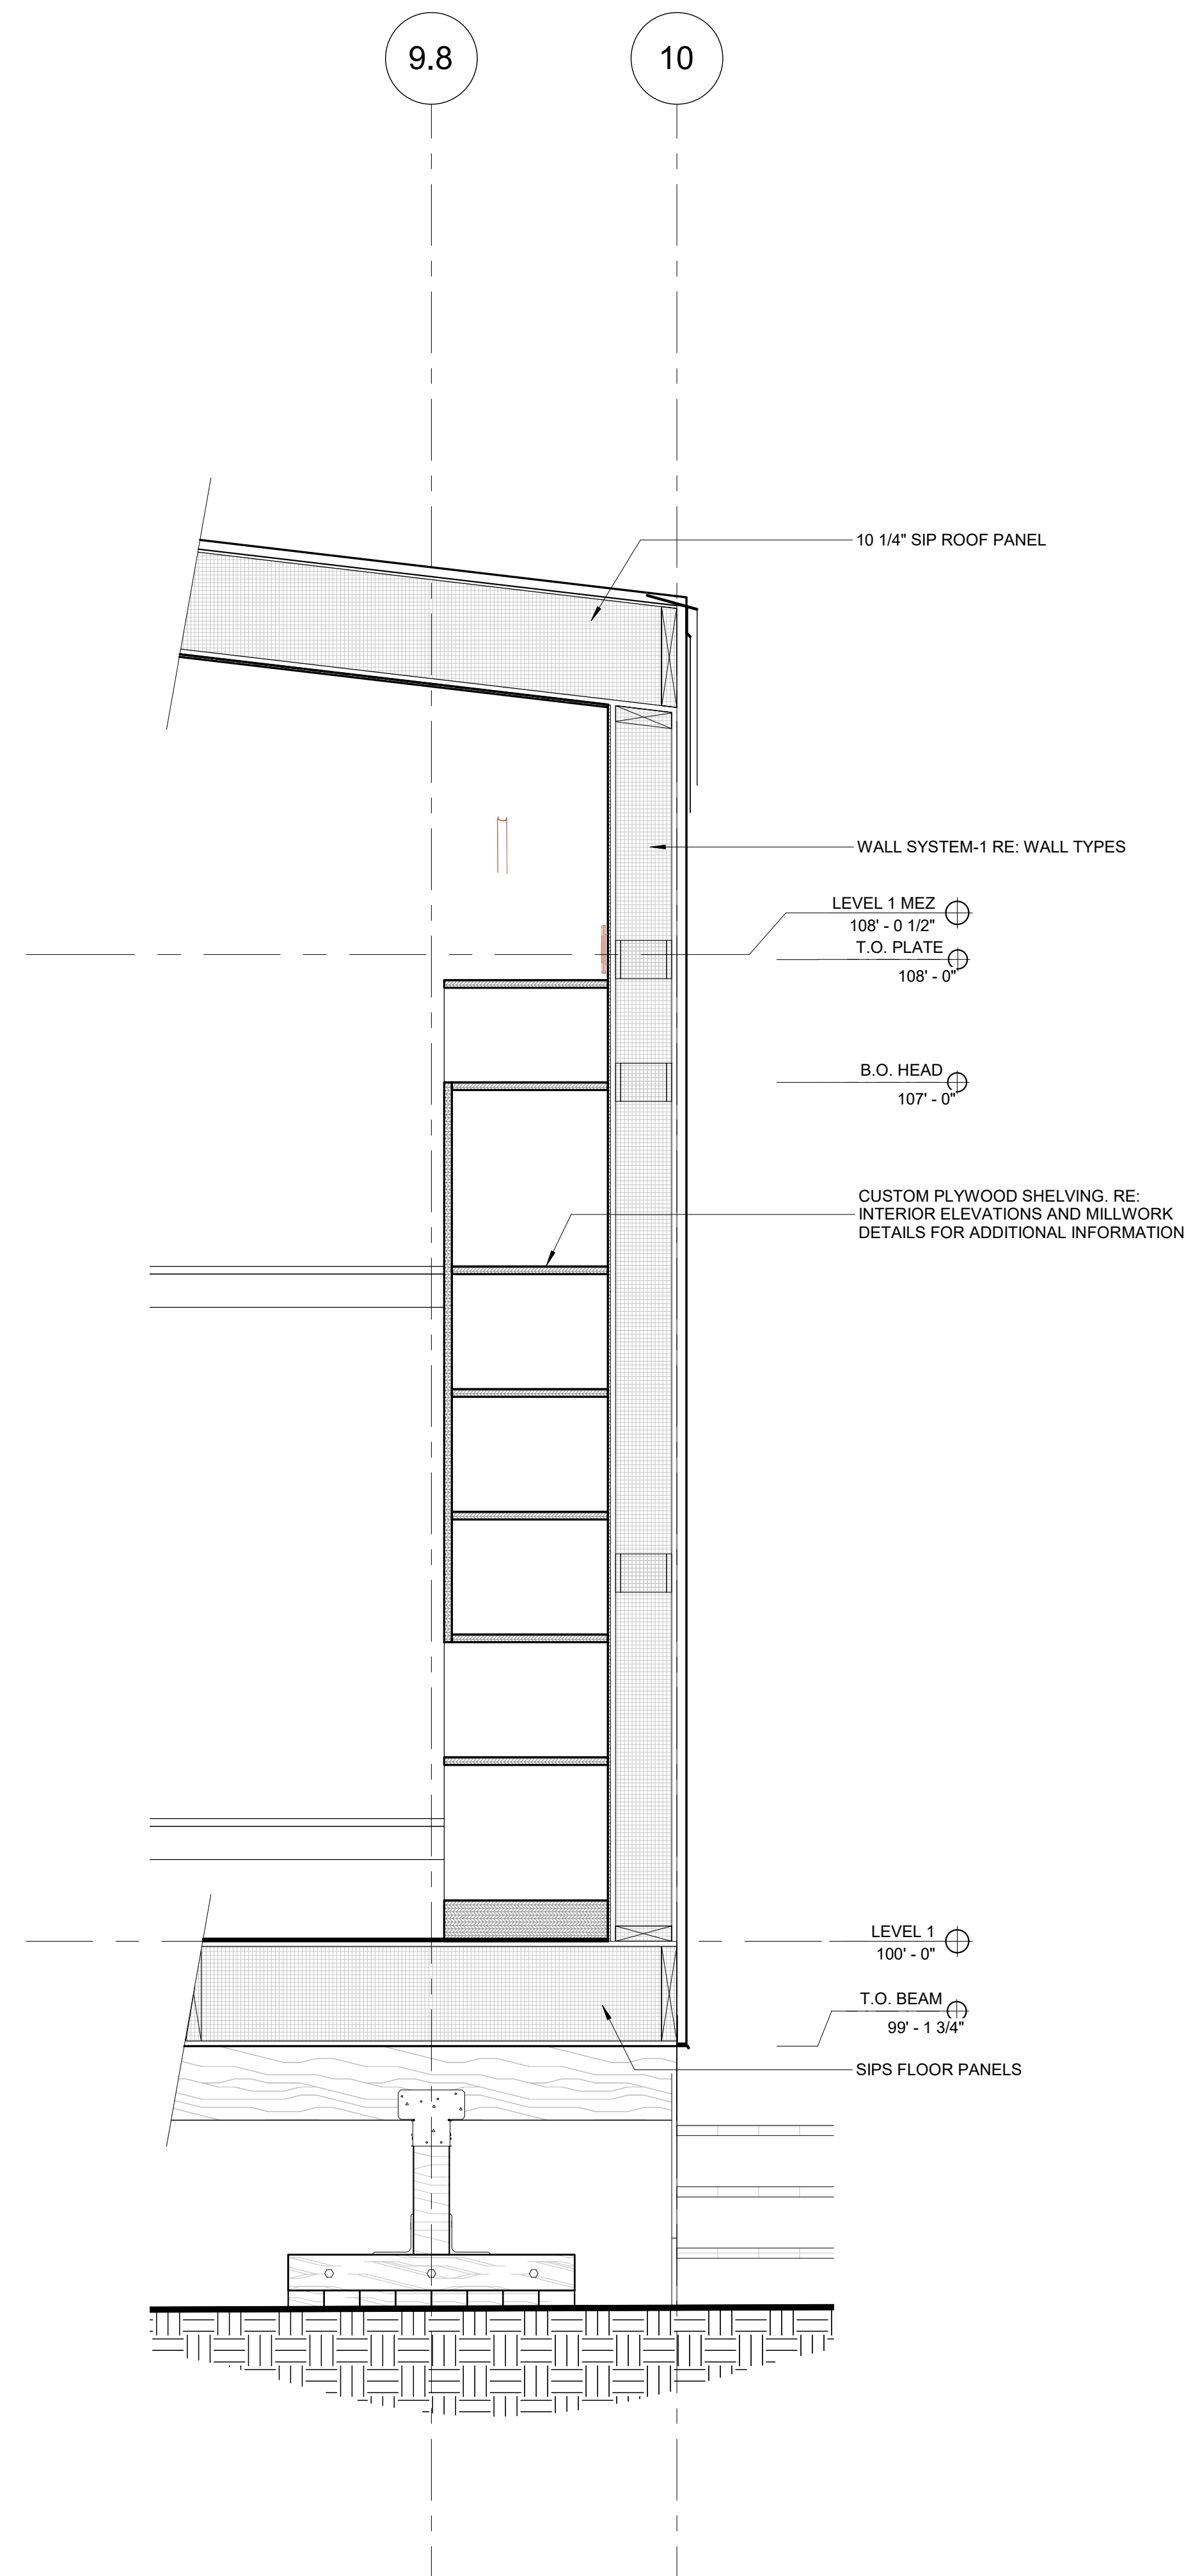 9.8
10
10 1/4" SIP ROOF PANEL
WALL SYSTEM-1 RE: WALL TYPES
LEVEL 1 MEZ
108' - 0 1/2"
T.O. PLATE
108' - 0"
B.O. HEAD
107' - 0"
CUSTOM PLYWOOD SHELVING. RE:
INTERIOR ELEVATIONS AND MILLWORK
DETAILS FOR ADDITIONAL INFORMATION
LEVEL 1
100' - 0"
T.O. BEAM
99' - 1 3/4"
SIPS FLOOR PANELS